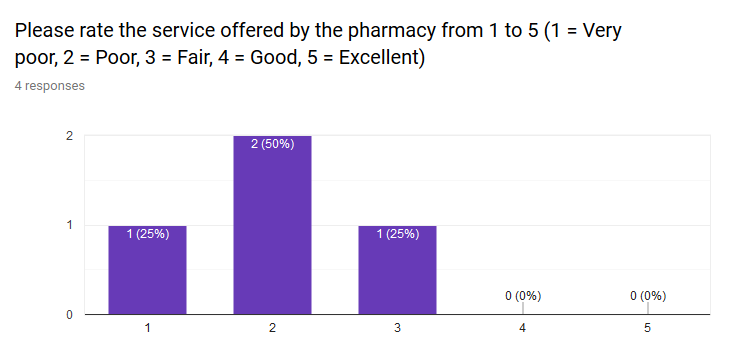 Please rate the service offered by the pharmacy from 1 to 5 (1 = Very
poor, 2 = Poor, 3 = Fair, 4 = Good, 5 = Excellent)
4 responses
2
2 (50%)
1
1 (25%)
1 (25%)
0 (0%)
0 (0%)
0
1 2 3 4 5